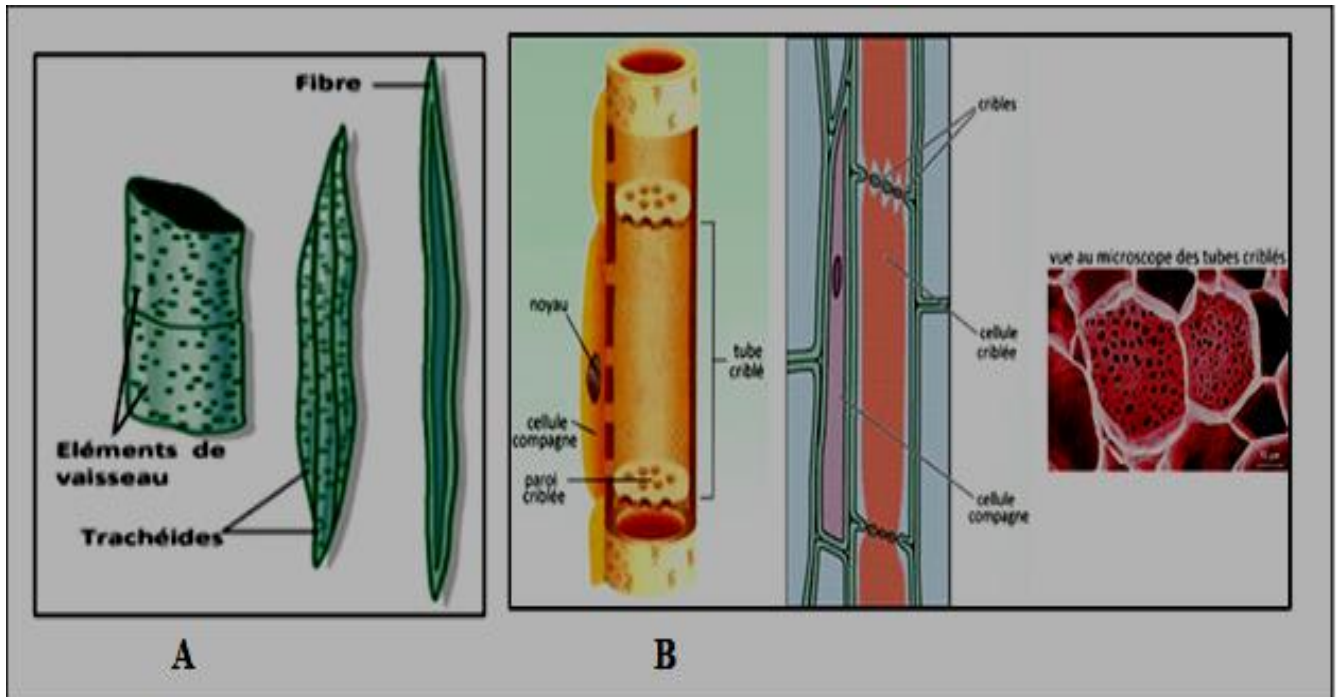 Fibre
Eléments de
vaisseau
Trachéides
A
noyau
cellule
compagne
paroi
criblée
tube
criblé
cribles
cellule
criblée
cellule
compagne
vue au microscope des tubes criblés
B